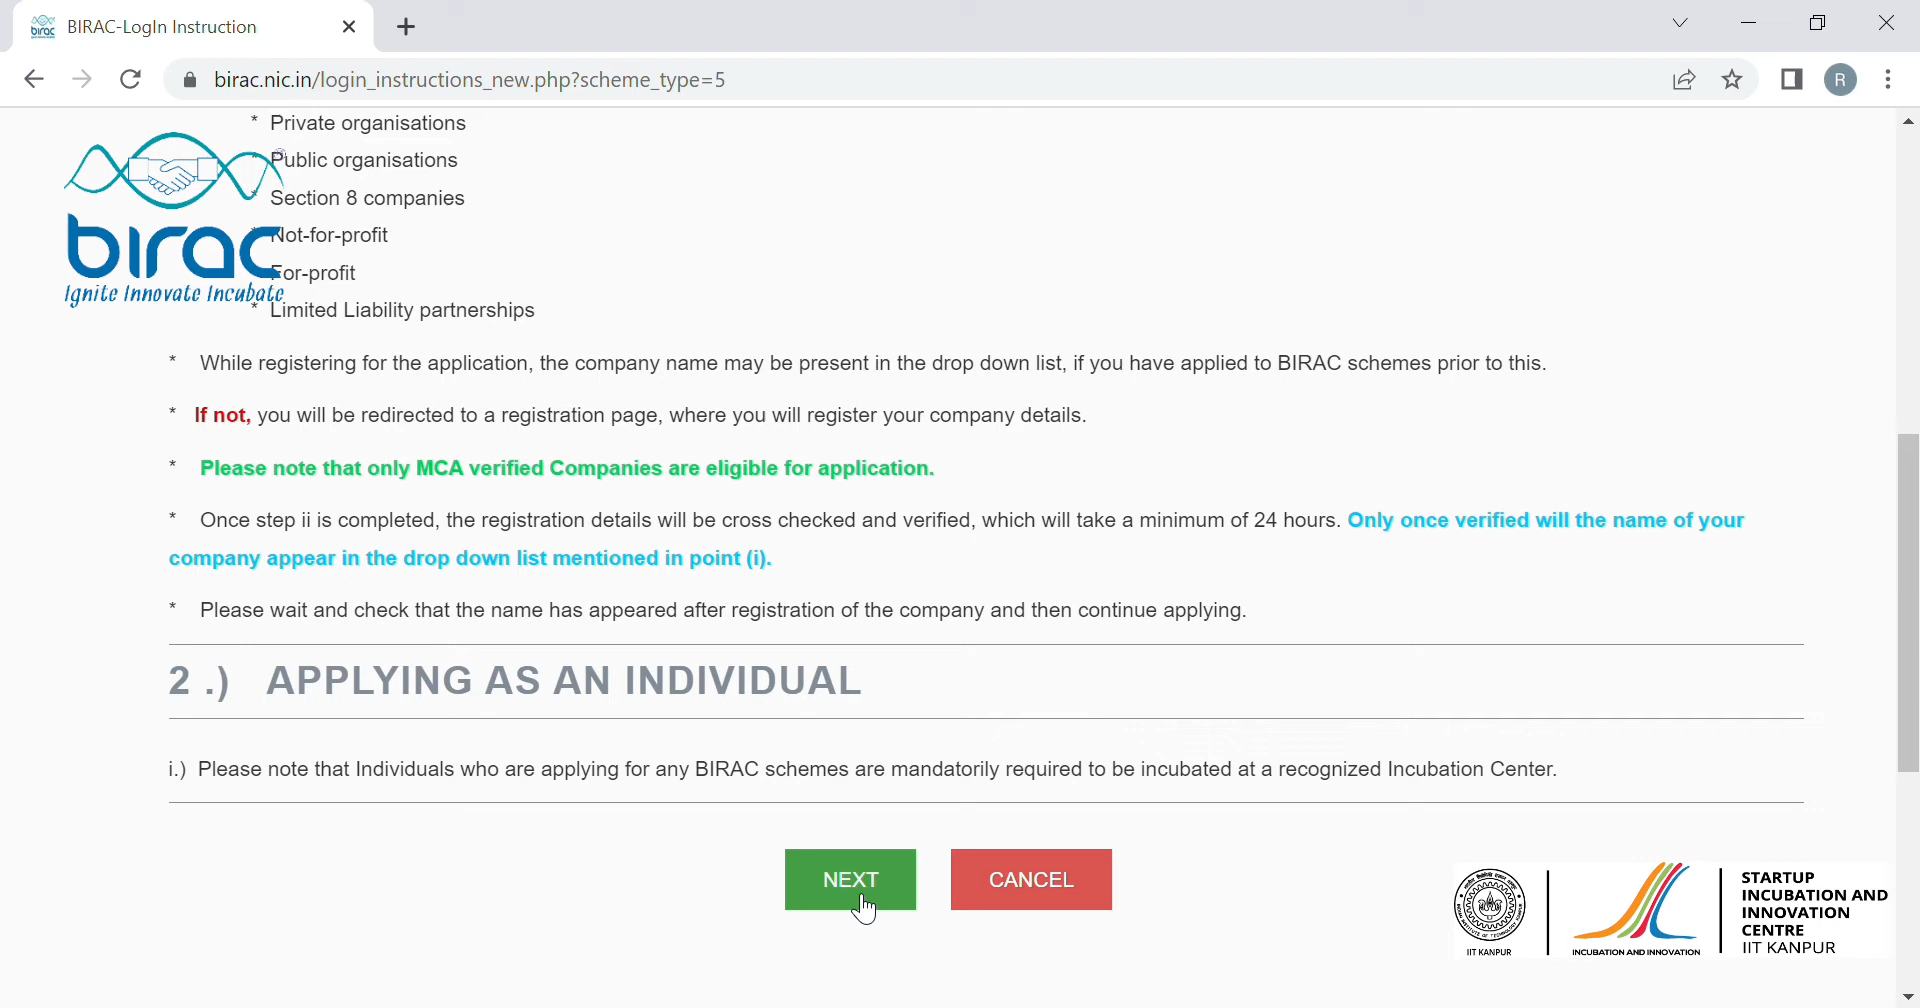 BIRAC-LogIn Instruction
birac.nic.in/login_instructions_new.php?scheme_type=5
R
* Private organisations
Public organisations
* Section 8 companies
Not-for-profit
For-profit
* Limited Liability partnerships
birac
Ignite Innovate Incubate
* While registering for the application, the company name may be present in the drop down list, if you have applied to BIRAC schemes prior to this.
* If not, you will be redirected to a registration page, where you will register your company details.
* Please note that only MCA verified Companies are eligible for application.
* Once step ii is completed, the registration details will be cross checked and verified, which will take a minimum of 24 hours. Only once verified will the name of your
company appear in the drop down list mentioned in point (i).
* Please wait and check that the name has appeared after registration of the company and then continue applying.
2 .) APPLYING AS AN INDIVIDUAL
i.) Please note that Individuals who are applying for any BIRAC schemes are mandatorily required to be incubated at a recognized Incubation Center.
NEXT
CANCEL
IIT KANPUR
INCUBATION AND INNOVATION
STARTUP
INCUBATION AND
INNOVATION
CENTRE
IIT KANPUR